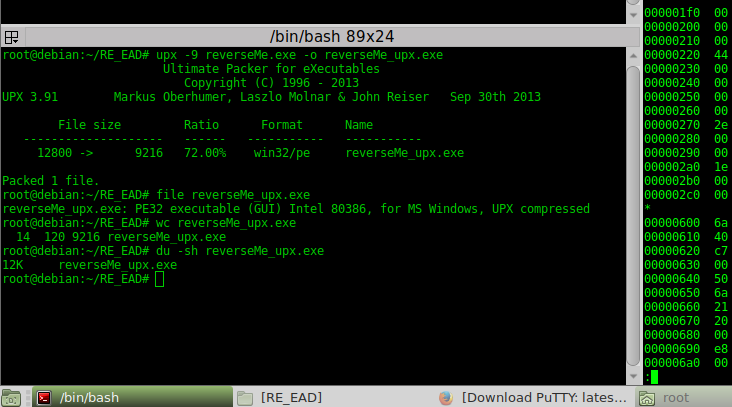 /bin/bash 89x24
root@debian:~/RE_EAD# upx -9 reverseMe.exe -o reverseMe_upx.exe
Ultimate Packer for eXecutables
Copyright (C) 1996 - 2013
UPX 3.91 Markus Oberhumer, Laszlo Molnar & John Reiser Sep 30th 2013
File size Ratio Format Name
-------------------- ------ ----------- -----------
12800 -> 9216 72.00% win32/pe reverseMe_upx.exe
Packed 1 file.
root@debian:~/RE_EAD# file reverseMe_upx.exe
reverseMe_upx.exe: PE32 executable (GUI) Intel 80386, for MS Windows, UPX compressed
root@debian:~/RE_EAD# wc reverseMe_upx.exe
14 120 9216 reverseMe_upx.exe
root@debian:~/RE_EAD# du -sh reverseMe_upx.exe
12K reverseMe_upx.exe
root@debian:~/RE_EAD#
000001f0 00
00000200 00
00000210 00
00000220 44
00000230 00
00000240 00
00000250 00
00000260 00
00000270 2e
00000280 00
00000290 00
000002a0 1e
000002b0 00
000002c0 00
*
00000600 6a
00000610 40
00000620 c7
00000630 00
00000640 50
00000650 6a
00000660 21
00000670 20
00000680 00
00000690 e8
000006a0 00
:
/bin/bash
[RE_EAD]
[Download PuTTY: lates...
root